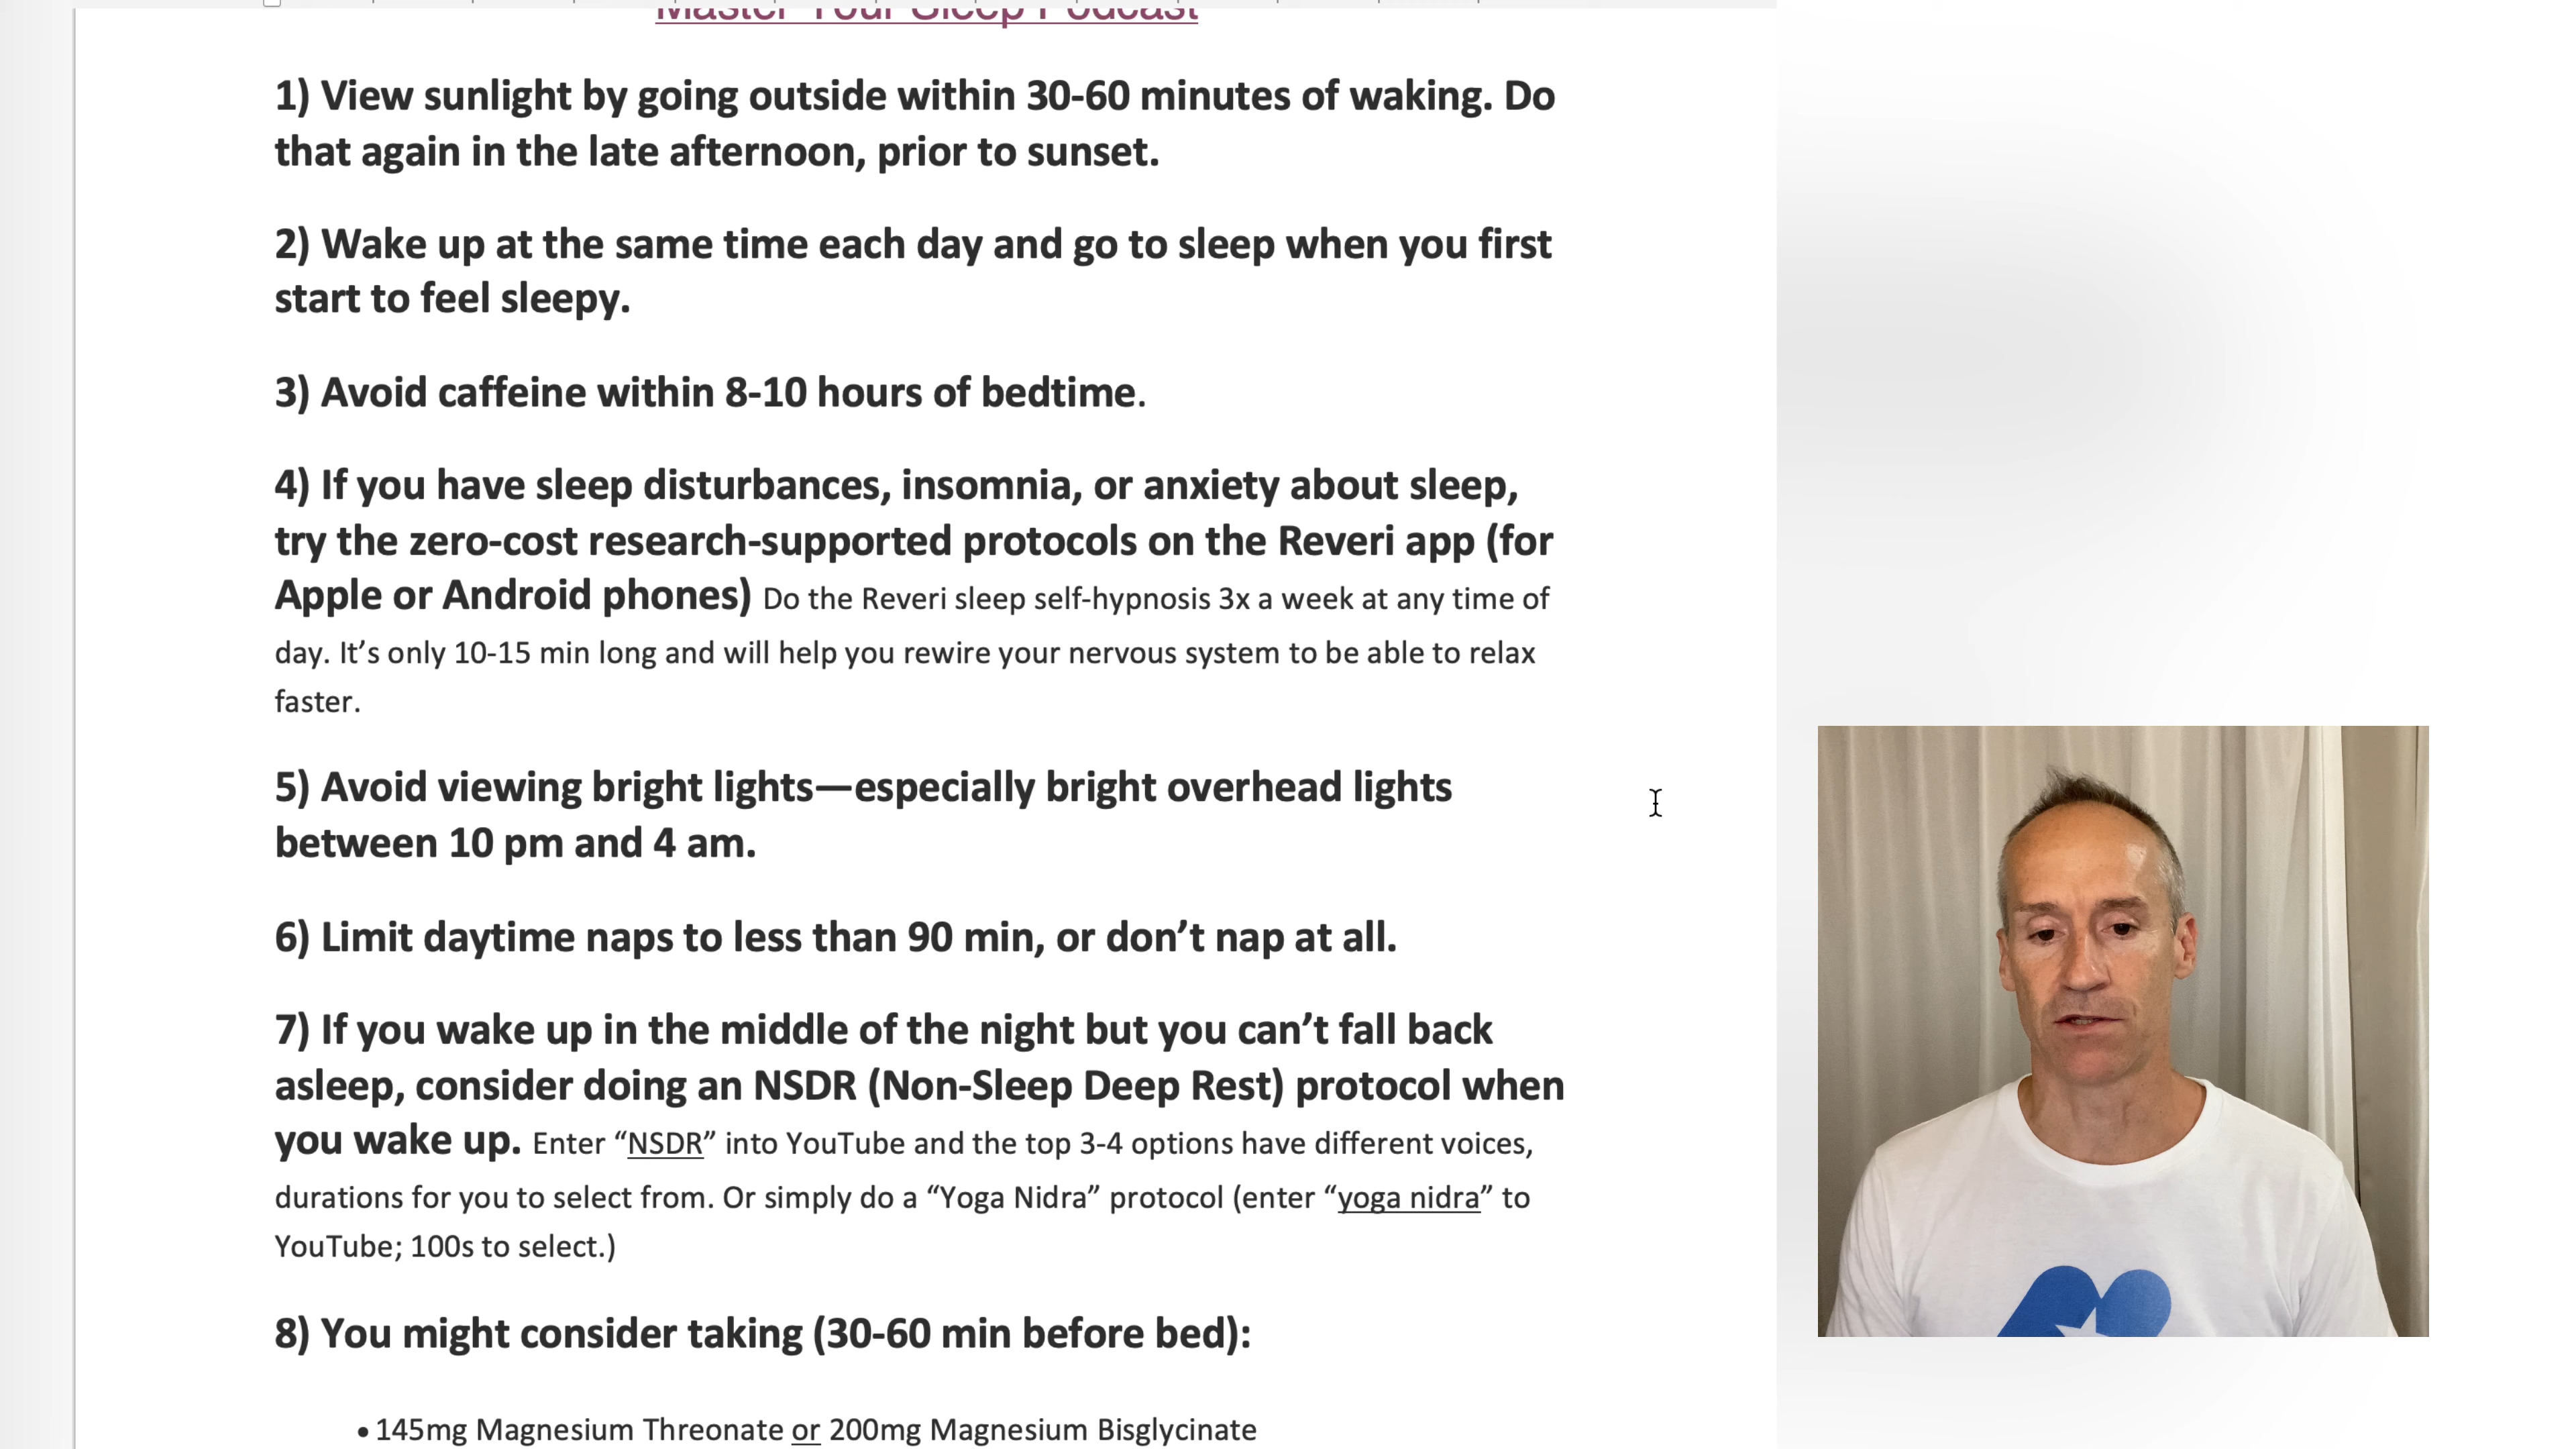 Master Your Sleep Podcast
1) View sunlight by going outside within 30-60 minutes of waking. Do
that again in the late afternoon, prior to sunset.
2) Wake up at the same time each day and go to sleep when you first
start to feel sleepy.
3) Avoid caffeine within 8-10 hours of bedtime.
4) If you have sleep disturbances, insomnia, or anxiety about sleep,
try the zero-cost research-supported protocols on the Reveri app (for
Apple or Android phones) Do the Reveri sleep self-hypnosis 3x a week at any time of
day. It’s only 10-15 min long and will help you rewire your nervous system to be able to relax
faster.
5) Avoid viewing bright lights—especially bright overhead lights
between 10 pm and 4 am.
6) Limit daytime naps to less than 90 min, or don’t nap at all.
7) If you wake up in the middle of the night but you can’t fall back
asleep, consider doing an NSDR (Non-Sleep Deep Rest) protocol when
you wake up. Enter “NSDR” into YouTube and the top 3-4 options have different voices,
durations for you to select from. Or simply do a “Yoga Nidra” protocol (enter “yoga nidra” to
YouTube; 100s to select.)
8) You might consider taking (30-60 min before bed):
• 145mg Magnesium Threonate or 200mg Magnesium Bisglycinate